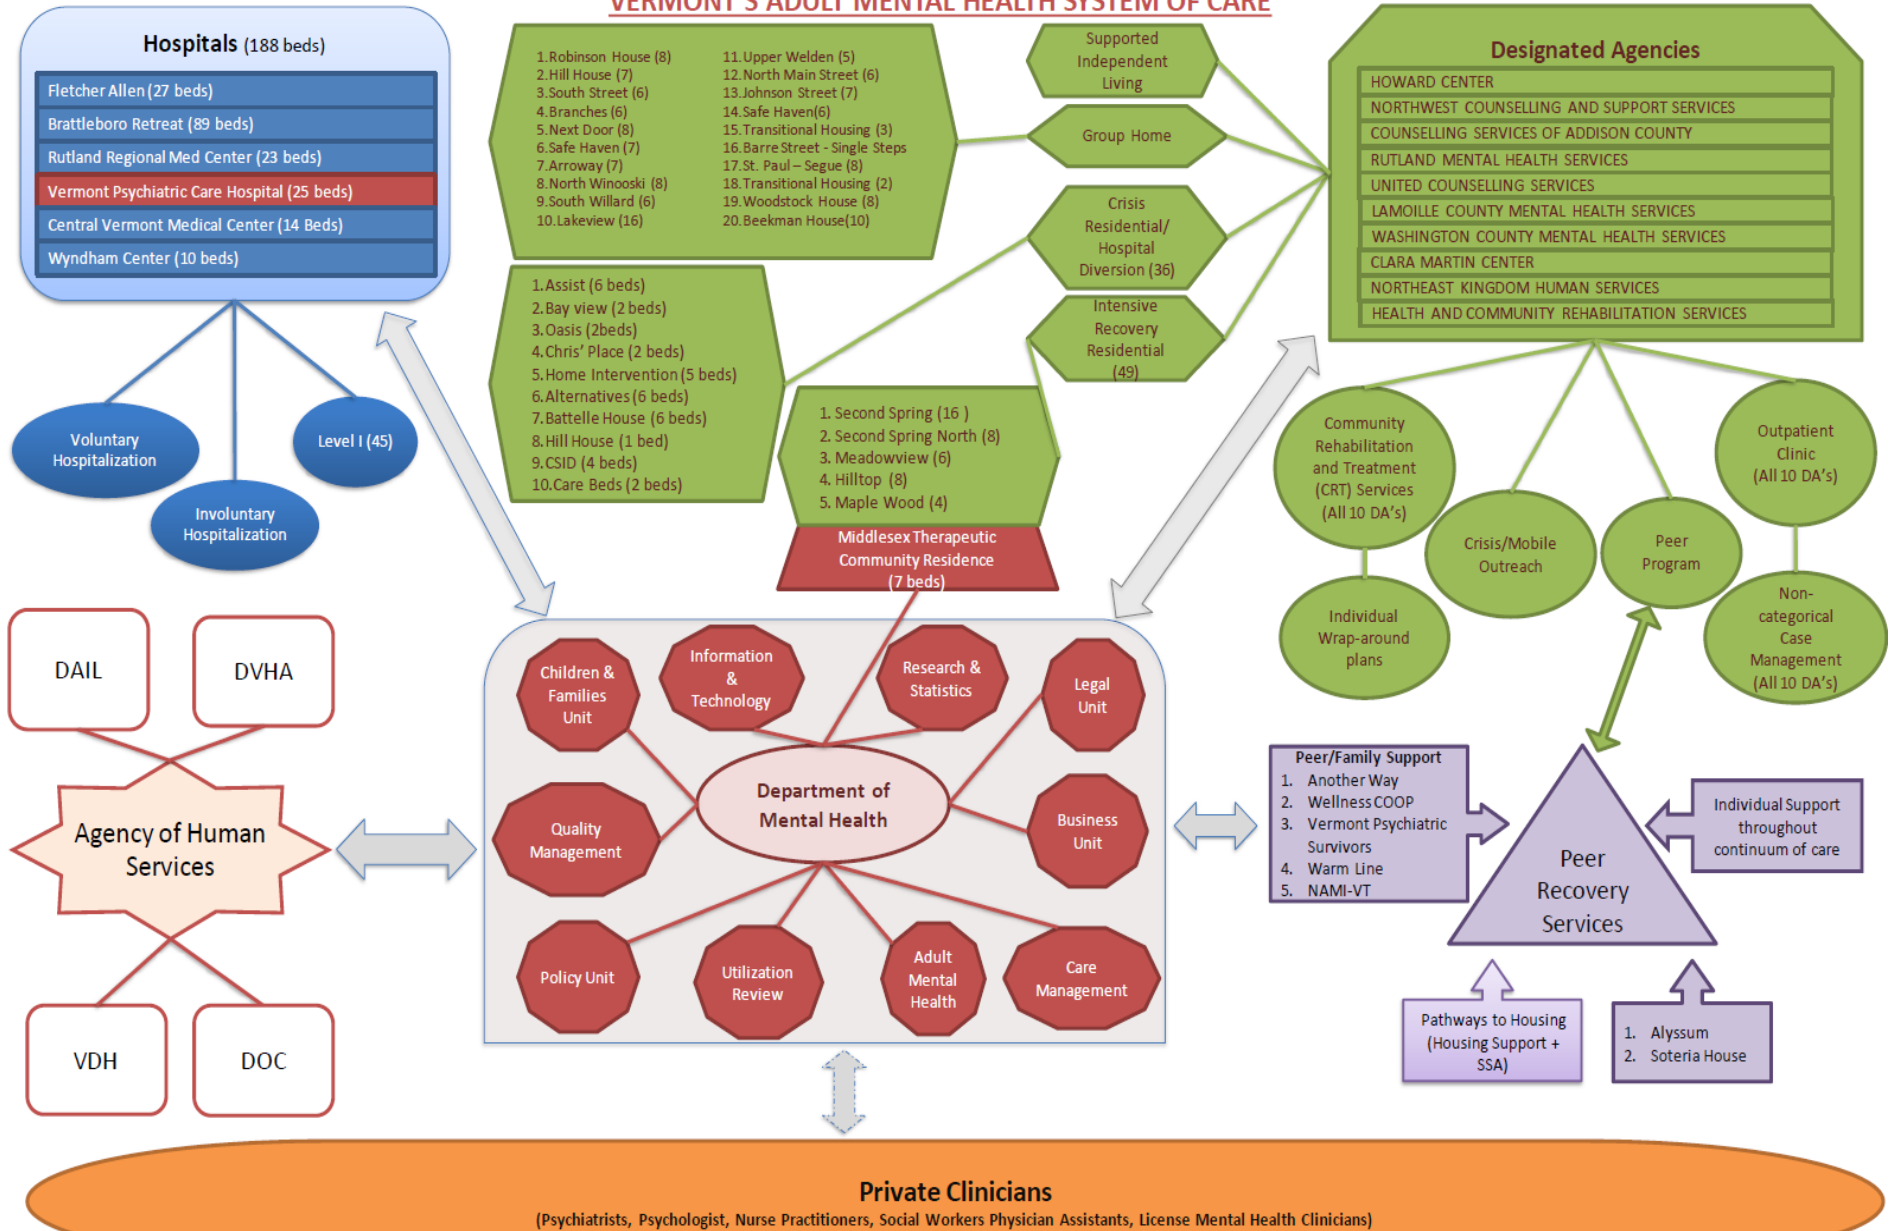 VERMONT'S ADULT MENTAL HEALTH SYSTEM OF CARE
Hospitals (188 beds)
Fletcher Allen (27 beds)
Brattleboro Retreat (89 beds)
Rutland Regional Med Center (23 beds)
Vermont Psychiatric Care Hospital (25 beds)
Central Vermont Medical Center (14 Beds)
Wyndham Center (10 beds)
Voluntary
Hospitalization
Involuntary
Hospitalization
Level I (45)
1.Robinson House (8)
2.Hill House (7)
3.South Street (6)
4.Branches (6)
5.Next Door (8)
6.Safe Haven (7)
7.Arroway (7)
8.North Winooski (8)
9.South Willard (6)
10.Lakeview (16)
11.Upper Welden (5)
12.North Main Street (6)
13.Johnson Street (7)
14.Safe Haven(6)
15.Transitional Housing (3)
16.Barre Street - Single Steps
17.St. Paul – Segue (8)
18.Transitional Housing (2)
19.Woodstock House (8)
20.Beekman House(10)
Supported
Independent
Living
Group Home
Crisis
Residential/
Hospital
Diversion (36)
Intensive
Recovery
Residential
(49)
1.Assist (6 beds)
2.Bay view (2 beds)
3.Oasis (2beds)
4.Chris' Place (2 beds)
5.Home Intervention (5 beds)
6.Alternatives (6 beds)
7.Battelle House (6 beds)
8.Hill House (1 bed)
9.CSID (4 beds)
10.Care Beds (2 beds)
1. Second Spring (16 )
2. Second Spring North (8)
3. Meadowview (6)
4. Hilltop (8)
5. Maple Wood (4)
Middlesex Therapeutic
Community Residence
(7 beds)
Designated Agencies
HOWARD CENTER
NORTHWEST COUNSELLING AND SUPPORT SERVICES
COUNSELLING SERVICES OF ADDISON COUNTY
RUTLAND MENTAL HEALTH SERVICES
UNITED COUNSELLING SERVICES
LAMOILLE COUNTY MENTAL HEALTH SERVICES
WASHINGTON COUNTY MENTAL HEALTH SERVICES
CLARA MARTIN CENTER
NORTHEAST KINGDOM HUMAN SERVICES
HEALTH AND COMMUNITY REHABILITATION SERVICES
Community
Rehabilitation
and Treatment
(CRT) Services
(All 10 DA's)
Individual
Wrap-around
plans
Crisis/Mobile
Outreach
Peer
Program
Outpatient
Clinic
(All 10 DA's)
Non-
categorical
Case
Management
(All 10 DA's)
DAIL
DVHA
Agency of Human
Services
VDH
DOC
Children &
Families
Unit
Information
&
Technology
Research &
Statistics
Legal
Unit
Quality
Management
Department of
Mental Health
Business
Unit
Policy Unit
Utilization
Review
Adult
Mental
Health
Care
Management
Peer/Family Support
1. Another Way
2. Wellness COOP
3. Vermont Psychiatric
Survivors
4. Warm Line
5. NAMI-VT
Peer
Recovery
Services
Individual Support
throughout
continuum of care
Pathways to Housing
(Housing Support +
SSA)
1. Alyssum
2. Soteria House
Private Clinicians
(Psychiatrists, Psychologist, Nurse Practitioners, Social Workers Physician Assistants, License Mental Health Clinicians)